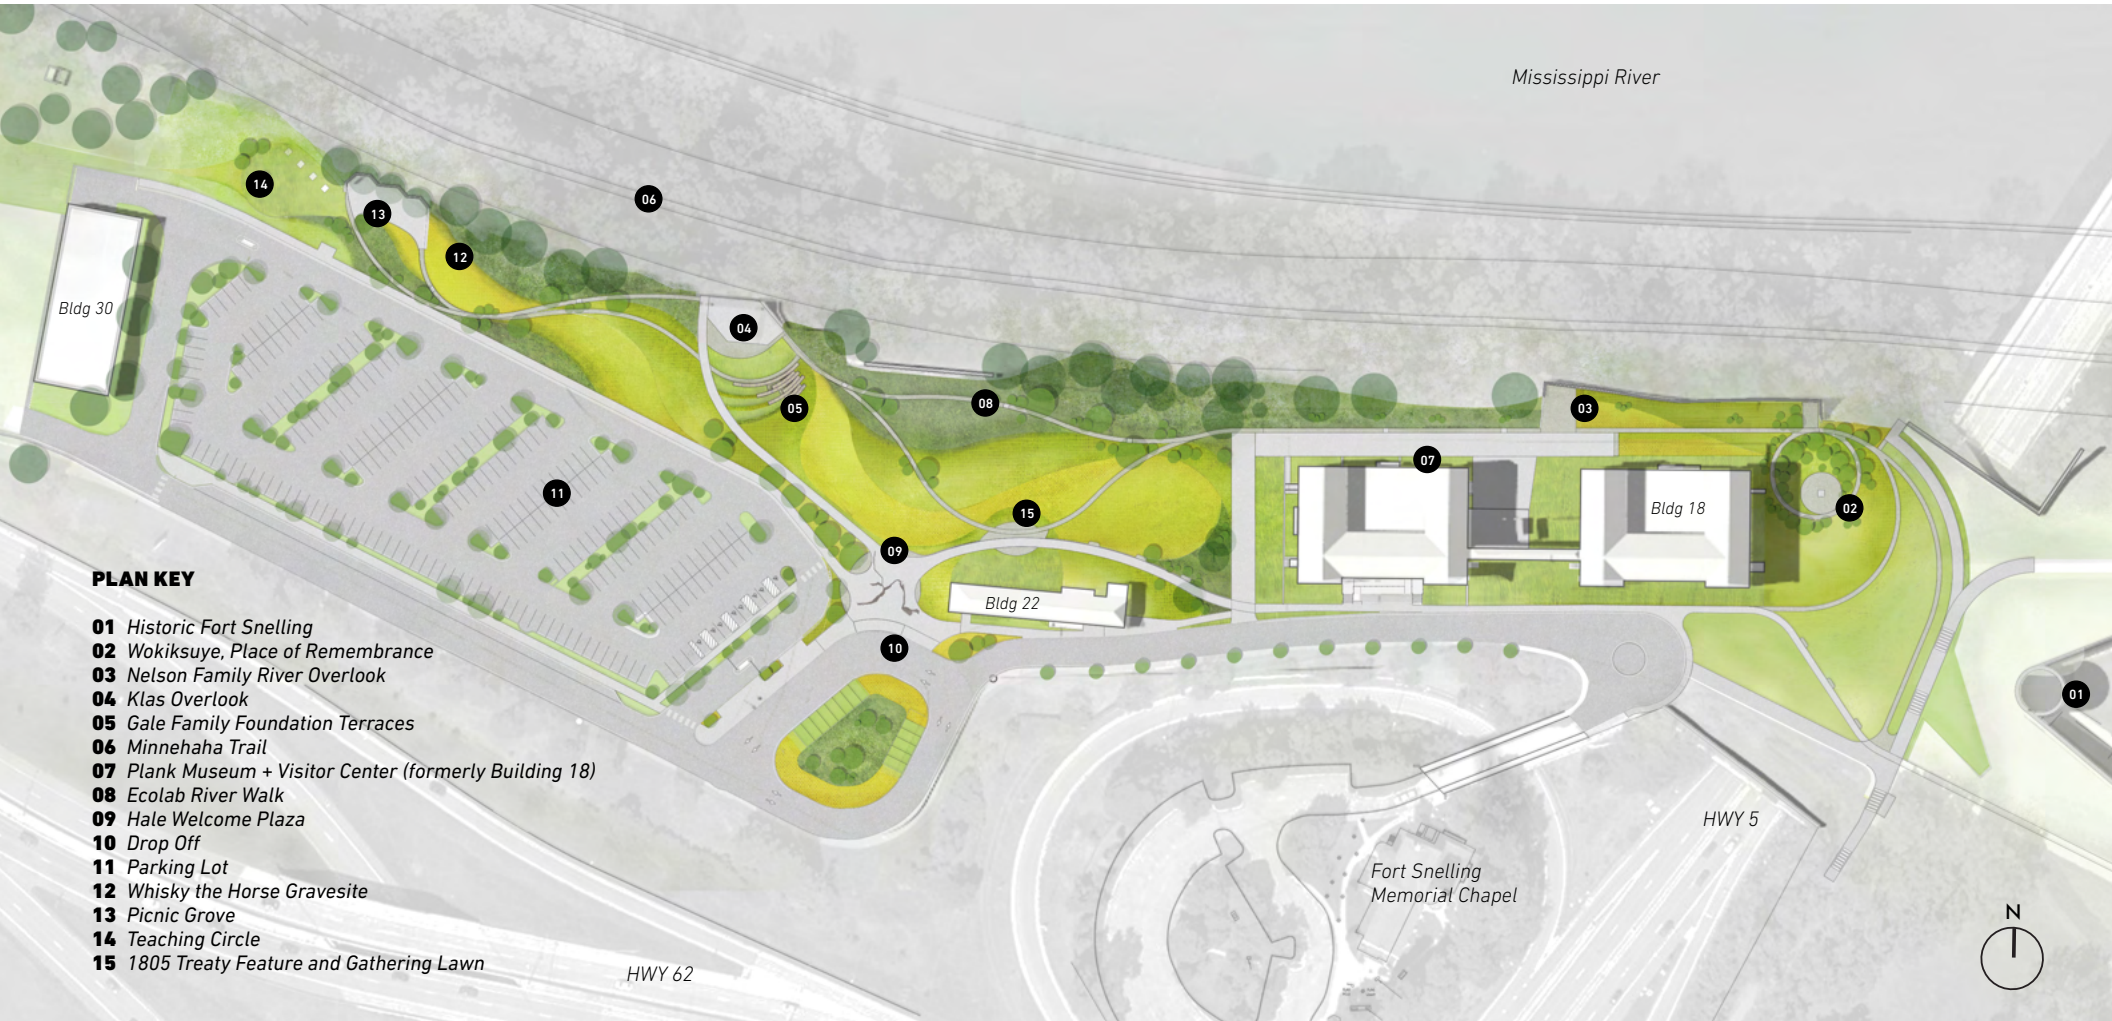 Mississippi River
06
14
13
12
Bldg 30
04
05
08
03
07
11
15
Bldg 18
02
09
Bldg 22
10
01
PLAN KEY
01 Historic Fort Snelling
02 Wokiksuye, Place of Remembrance
03 Nelson Family River Overlook
04 Klas Overlook
05 Gale Family Foundation Terraces
06 Minnehaha Trail
07 Plank Museum + Visitor Center (formerly Building 18)
08 Ecolab River Walk
09 Hale Welcome Plaza
10 Drop Off
11 Parking Lot
12 Whisky the Horse Gravesite
13 Picnic Grove
14 Teaching Circle
15 1805 Treaty Feature and Gathering Lawn
HWY 62
HWY 5
Fort Snelling
Memorial Chapel
N